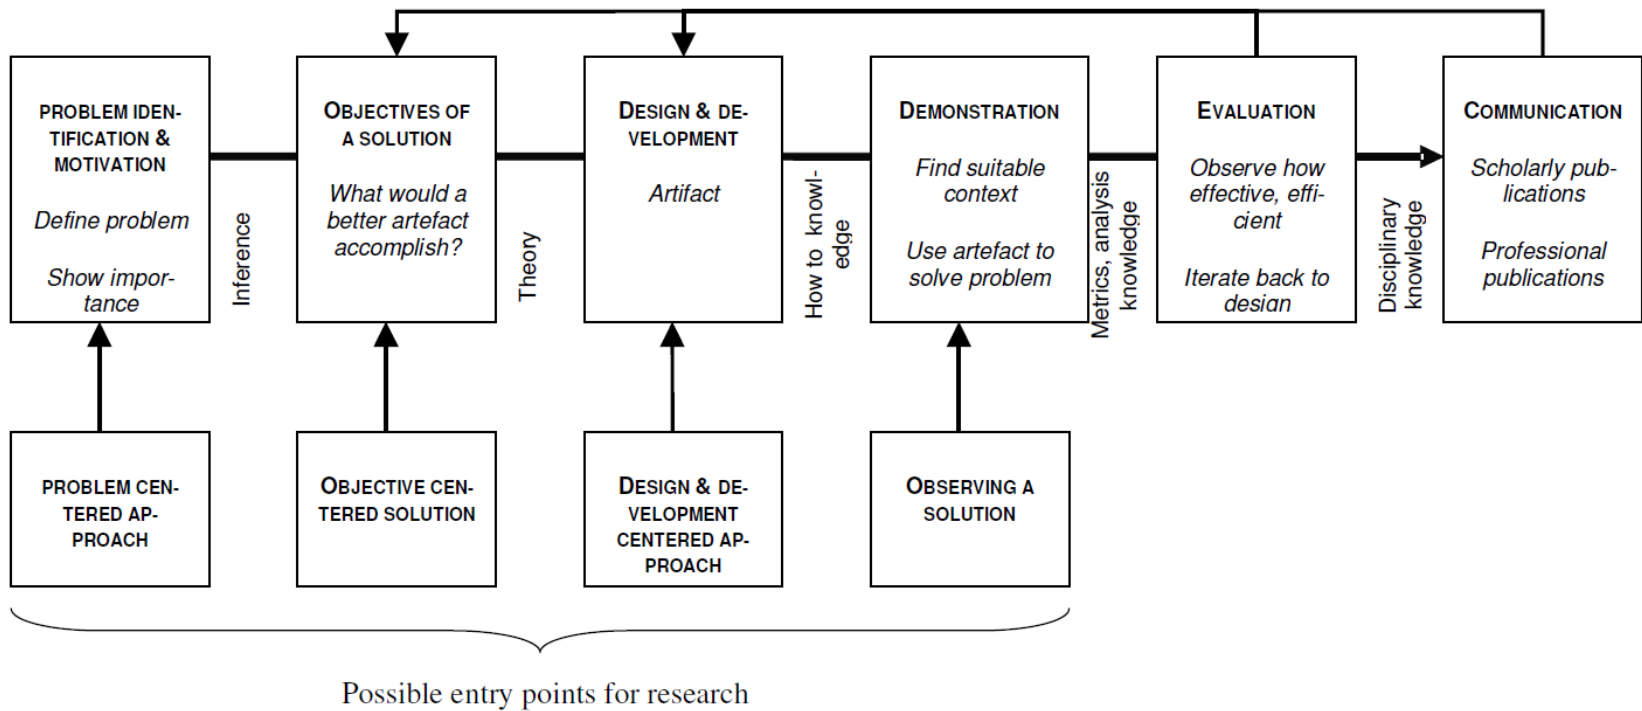 PROBLEM IDEN-
TIFICATION &
MOTIVATION
Define problem
Show impor-
tance
Inference
OBJECTIVES OF
A SOLUTION
What would a
better artefact
accomplish?
Theory
DESIGN & DE-
VELOPMENT
Artifact
How to knowl-
edge
DEMONSTRATION
Find suitable
context
Use artefact to
solve problem
Metrics, analysis
knowledge
EVALUATION
Observe how
effective, effi-
cient
Iterate back to
design
Disciplinary
knowledge
COMMUNICATION
Scholarly pub-
lications
Professional
publications
PROBLEM CEN-
TERED AP-
PROACH
OBJECTIVE CEN-
TERED SOLUTION
DESIGN & DE-
VELOPMENT
CENTERED AP-
PROACH
OBSERVING A
SOLUTION
Possible entry points for research